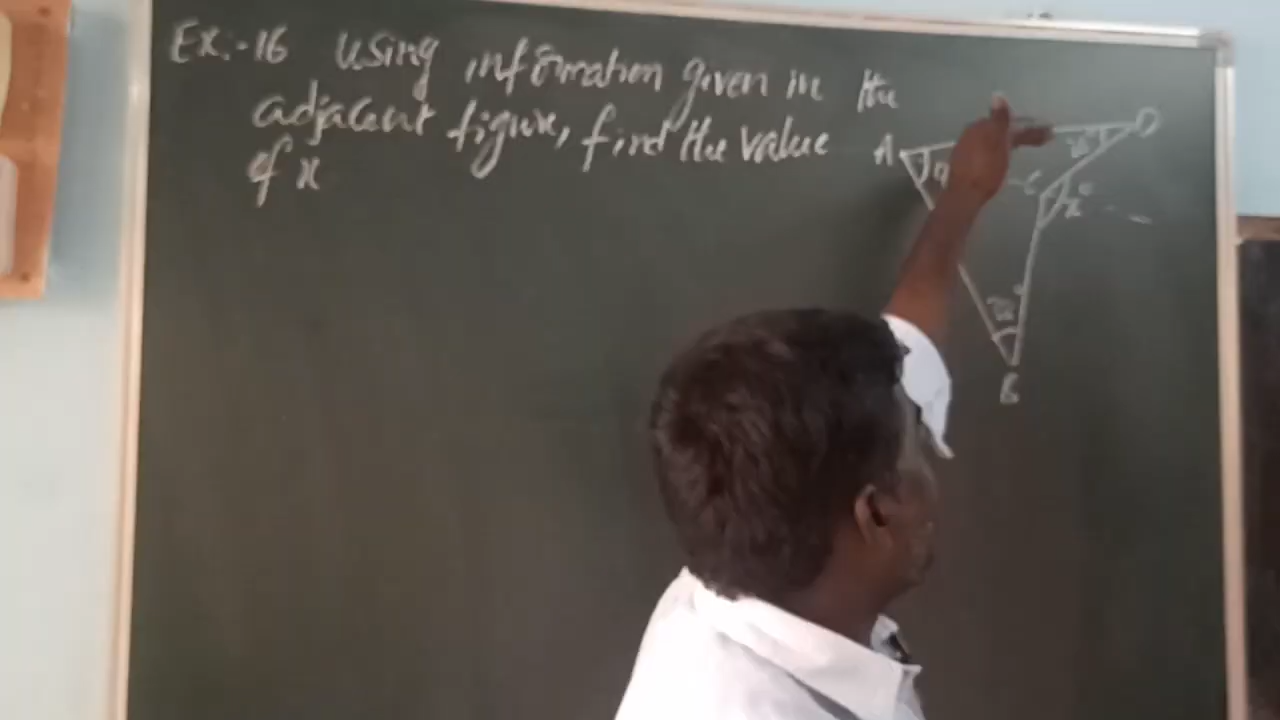 Ex:-16 Using information given in the
adjacent figure, find the value
of x
A
D
C
x°
B